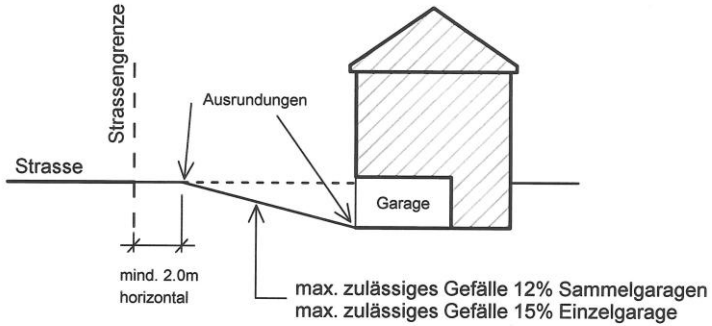 Strassengrenze
Ausrundungen
Strasse
Garage
mind. 2.0m
horizontal
max. zulässiges Gefälle 12% Sammelgaragen
max. zulässiges Gefälle 15% Einzelgarage